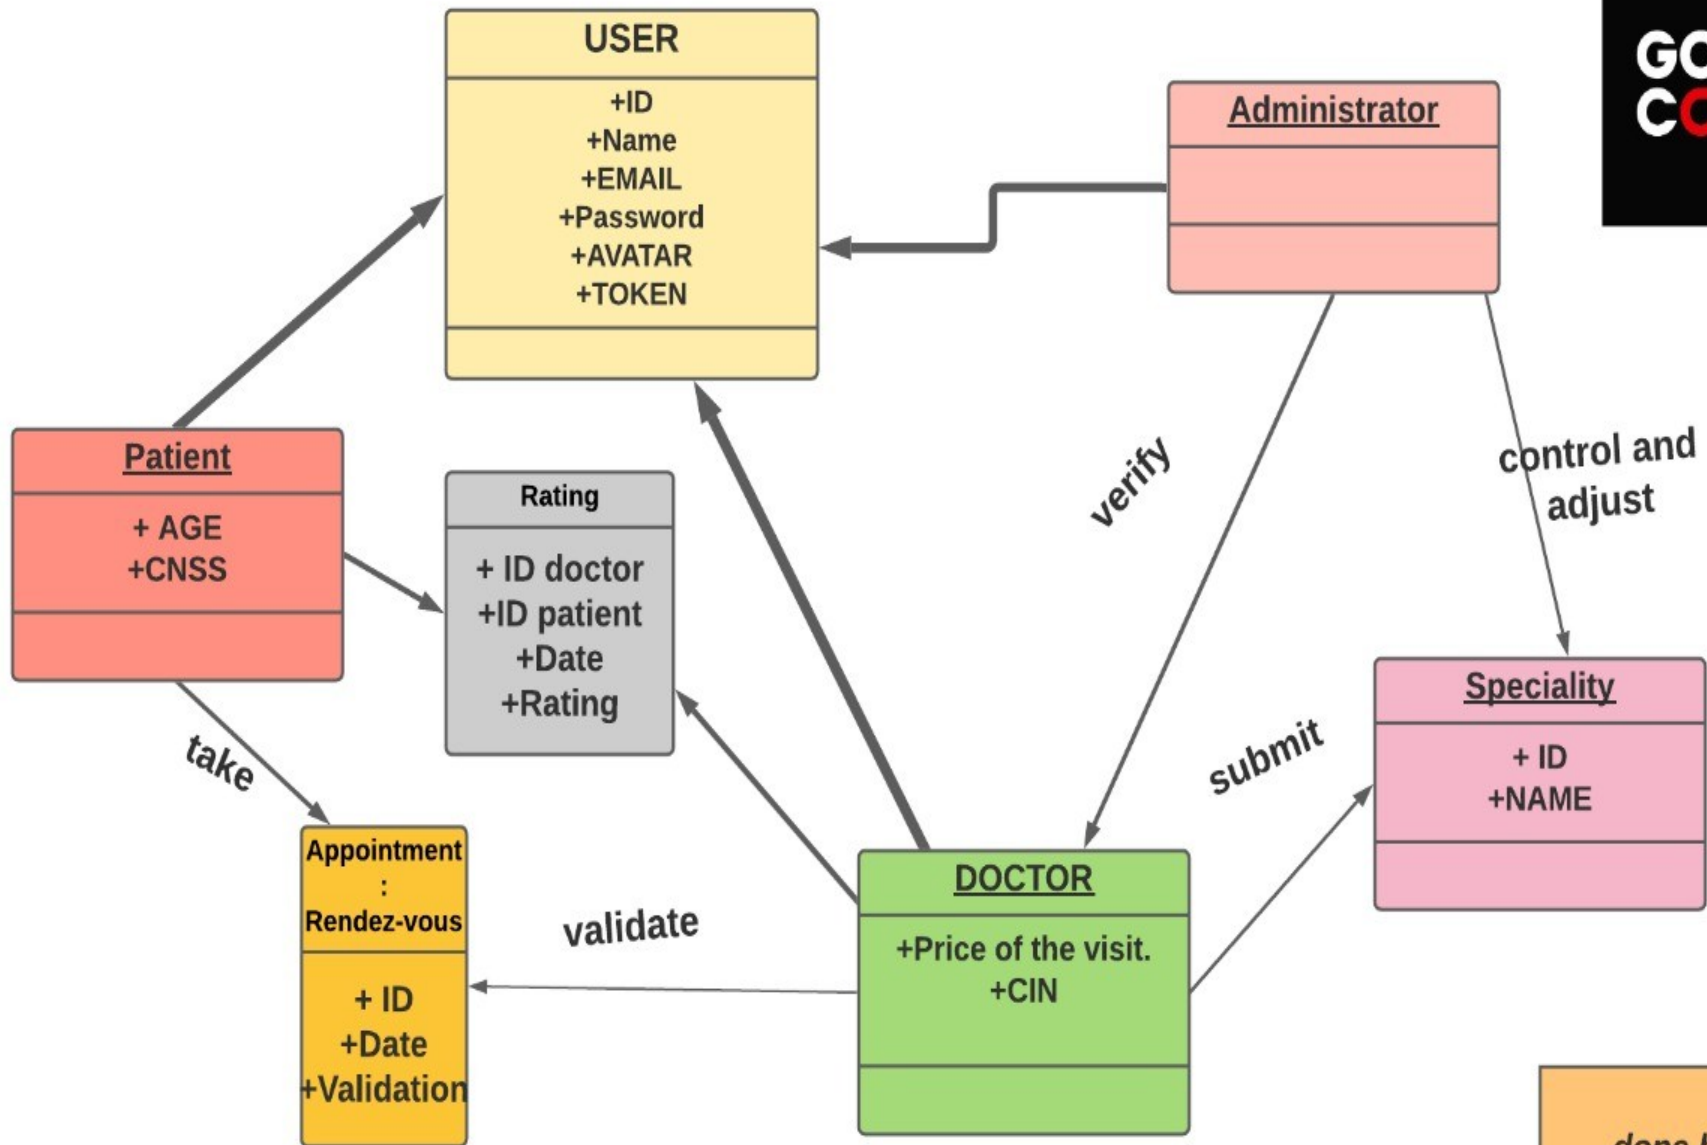 USER
+ID
+Name
+EMAIL
+Password
+AVATAR
+TOKEN
Administrator
Patient
+ AGE
+CNSS
Rating
+ ID doctor
+ID patient
+Date
+Rating
verify
control and
adjust
Speciality
+ ID
+NAME
take
submit
Appointment
:
Rendez-vous
+ ID
+Date
+Validation
validate
DOCTOR
+Price of the visit.
+CIN